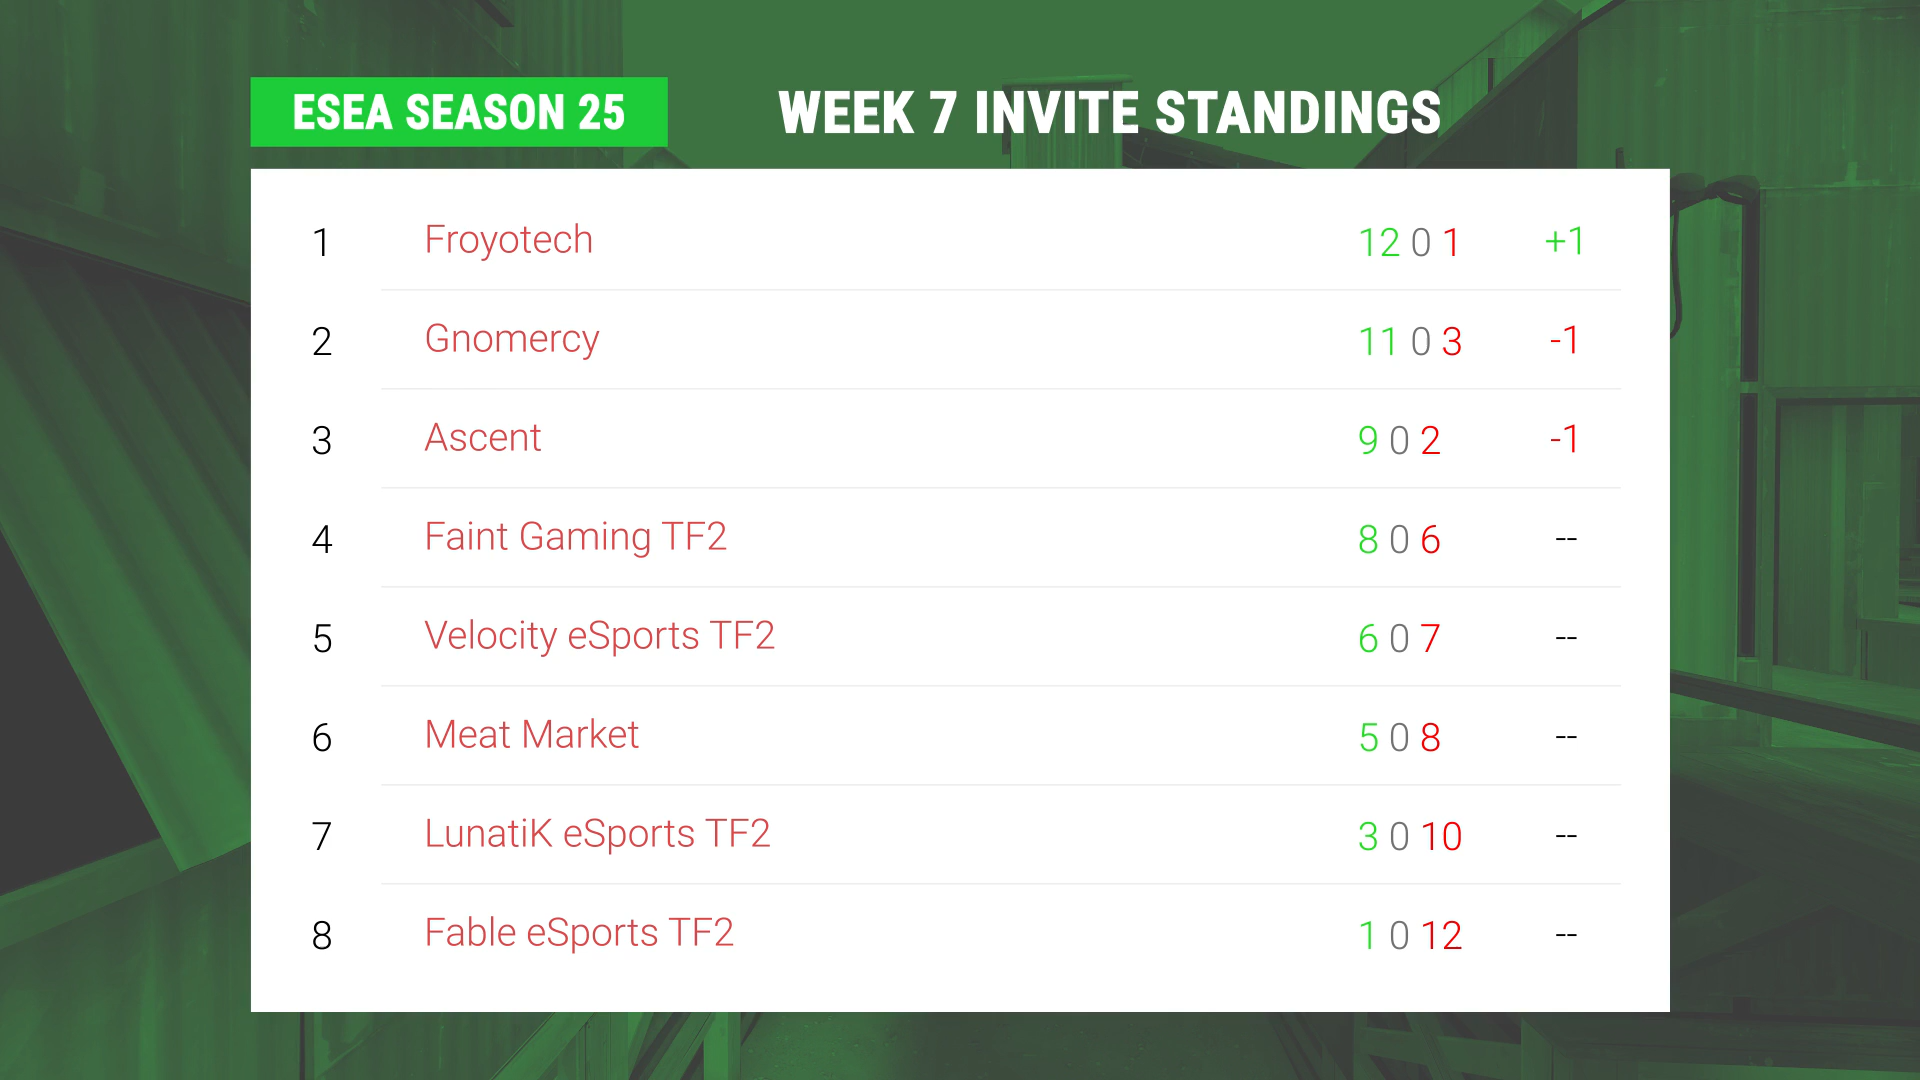 ESEA SEASON 25 WEEK 7 INVITE STANDINGS
1 Froyotech 12 0 1 +1
2 Gnomercy 11 0 3 -1
3 Ascent 9 0 2 -1
4 Faint Gaming TF2 8 0 6 --
5 Velocity eSports TF2 6 0 7 --
6 Meat Market 5 0 8 --
7 LunatiK eSports TF2 3 0 10 --
8 Fable eSports TF2 1 0 12 --